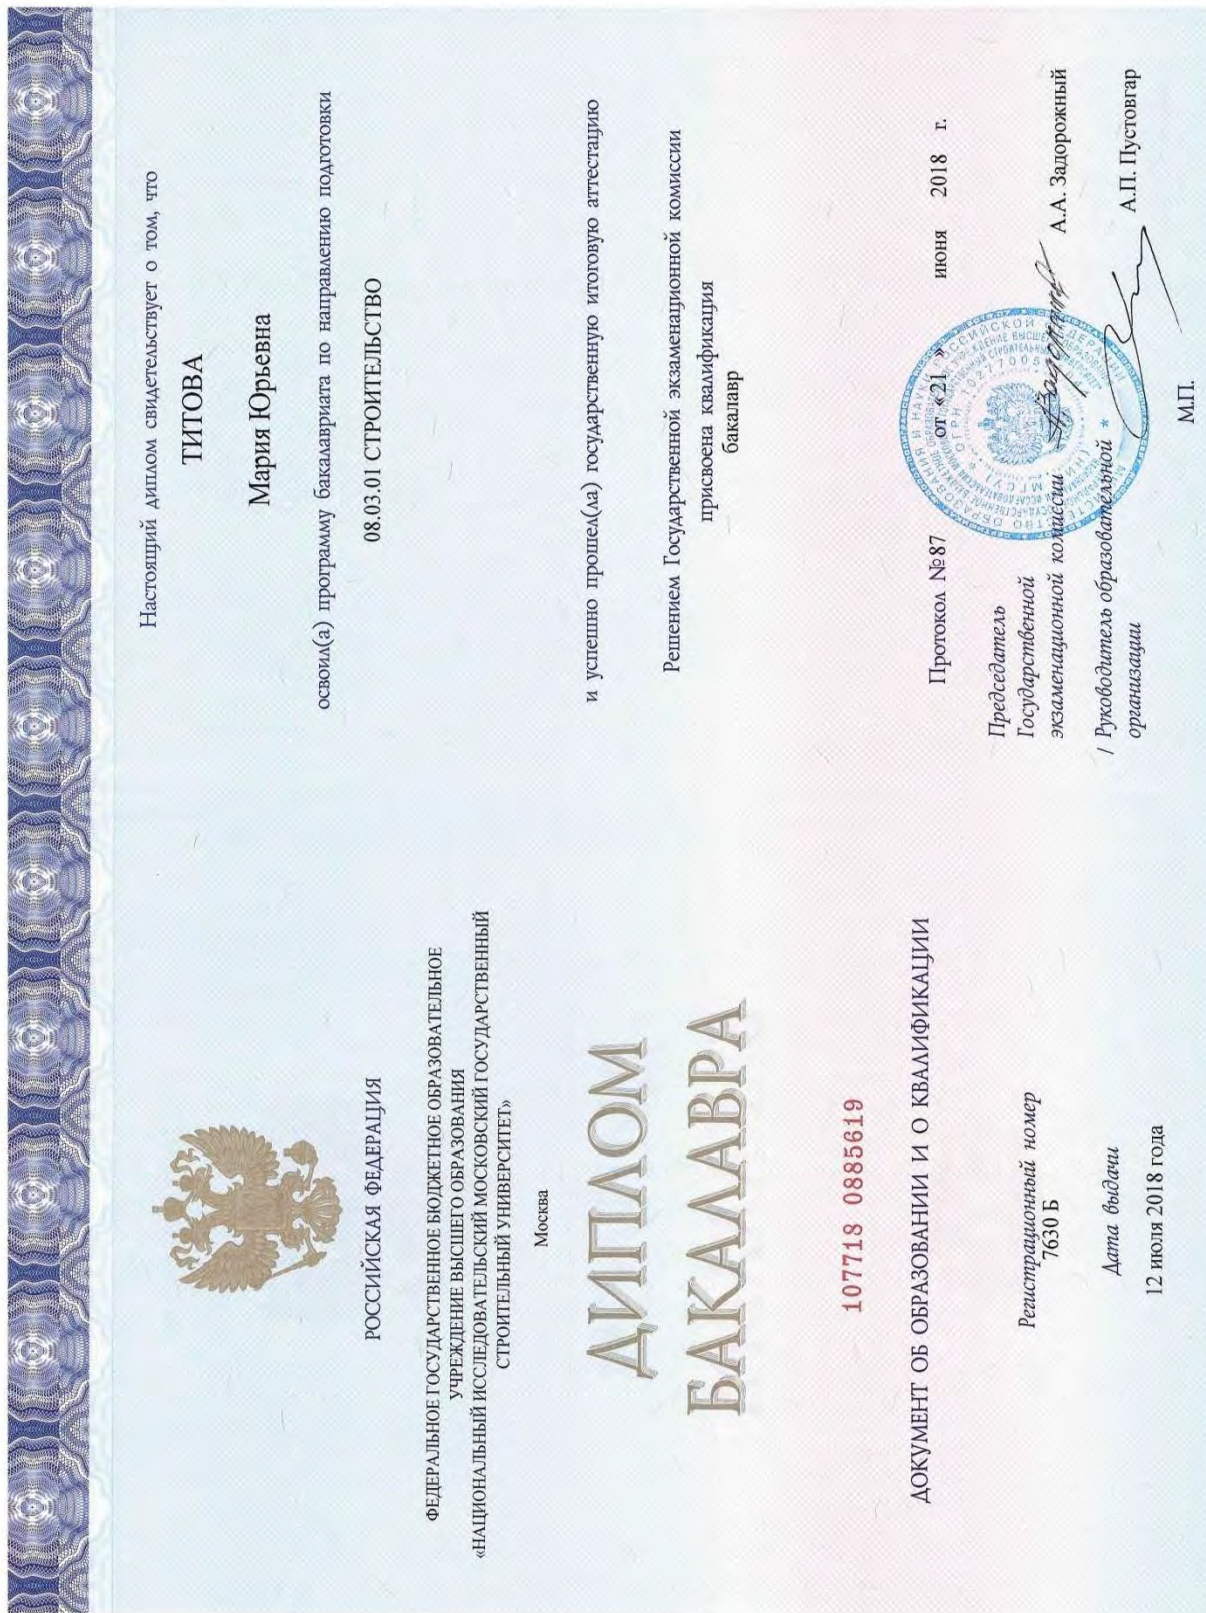 РОССИЙСКАЯ ФЕДЕРАЦИЯ
ФЕДЕРАЛЬНОЕ ГОСУДАРСТВЕННОЕ БЮДЖЕТНОЕ ОБРАЗОВАТЕЛЬНОЕ
УЧРЕЖДЕНИЕ ВЫСШЕГО ОБРАЗОВАНИЯ
«НАЦИОНАЛЬНЫЙ ИССЛЕДОВАТЕЛЬСКИЙ МОСКОВСКИЙ ГОСУДАРСТВЕННЫЙ
СТРОИТЕЛЬНЫЙ УНИВЕРСИТЕТ»
Москва
ДИПЛОМ
БАКАЛАВРА
107718 0885619
ДОКУМЕНТ ОБ ОБРАЗОВАНИИ И О КВАЛИФИКАЦИИ
Регистрационный номер
7630 Б
Дата выдачи
12 июля 2018 года
Настоящий диплом свидетельствует о том, что
ТИТОВА
Мария Юрьевна
освоил(а) программу бакалавриата по направлению подготовки
08.03.01 СТРОИТЕЛЬСТВО
и успешно прошел(ла) государственную итоговую аттестацию
Решением Государственной экзаменационной комиссии
присвоена квалификация
бакалавр
Протокол №87 от «21 » июня 2018 г.
Председатель
Государственной
экзаменационной комиссии А.А. Задорожный
/ Руководитель образовательной
организации А.П. Пустовгар
М.П.